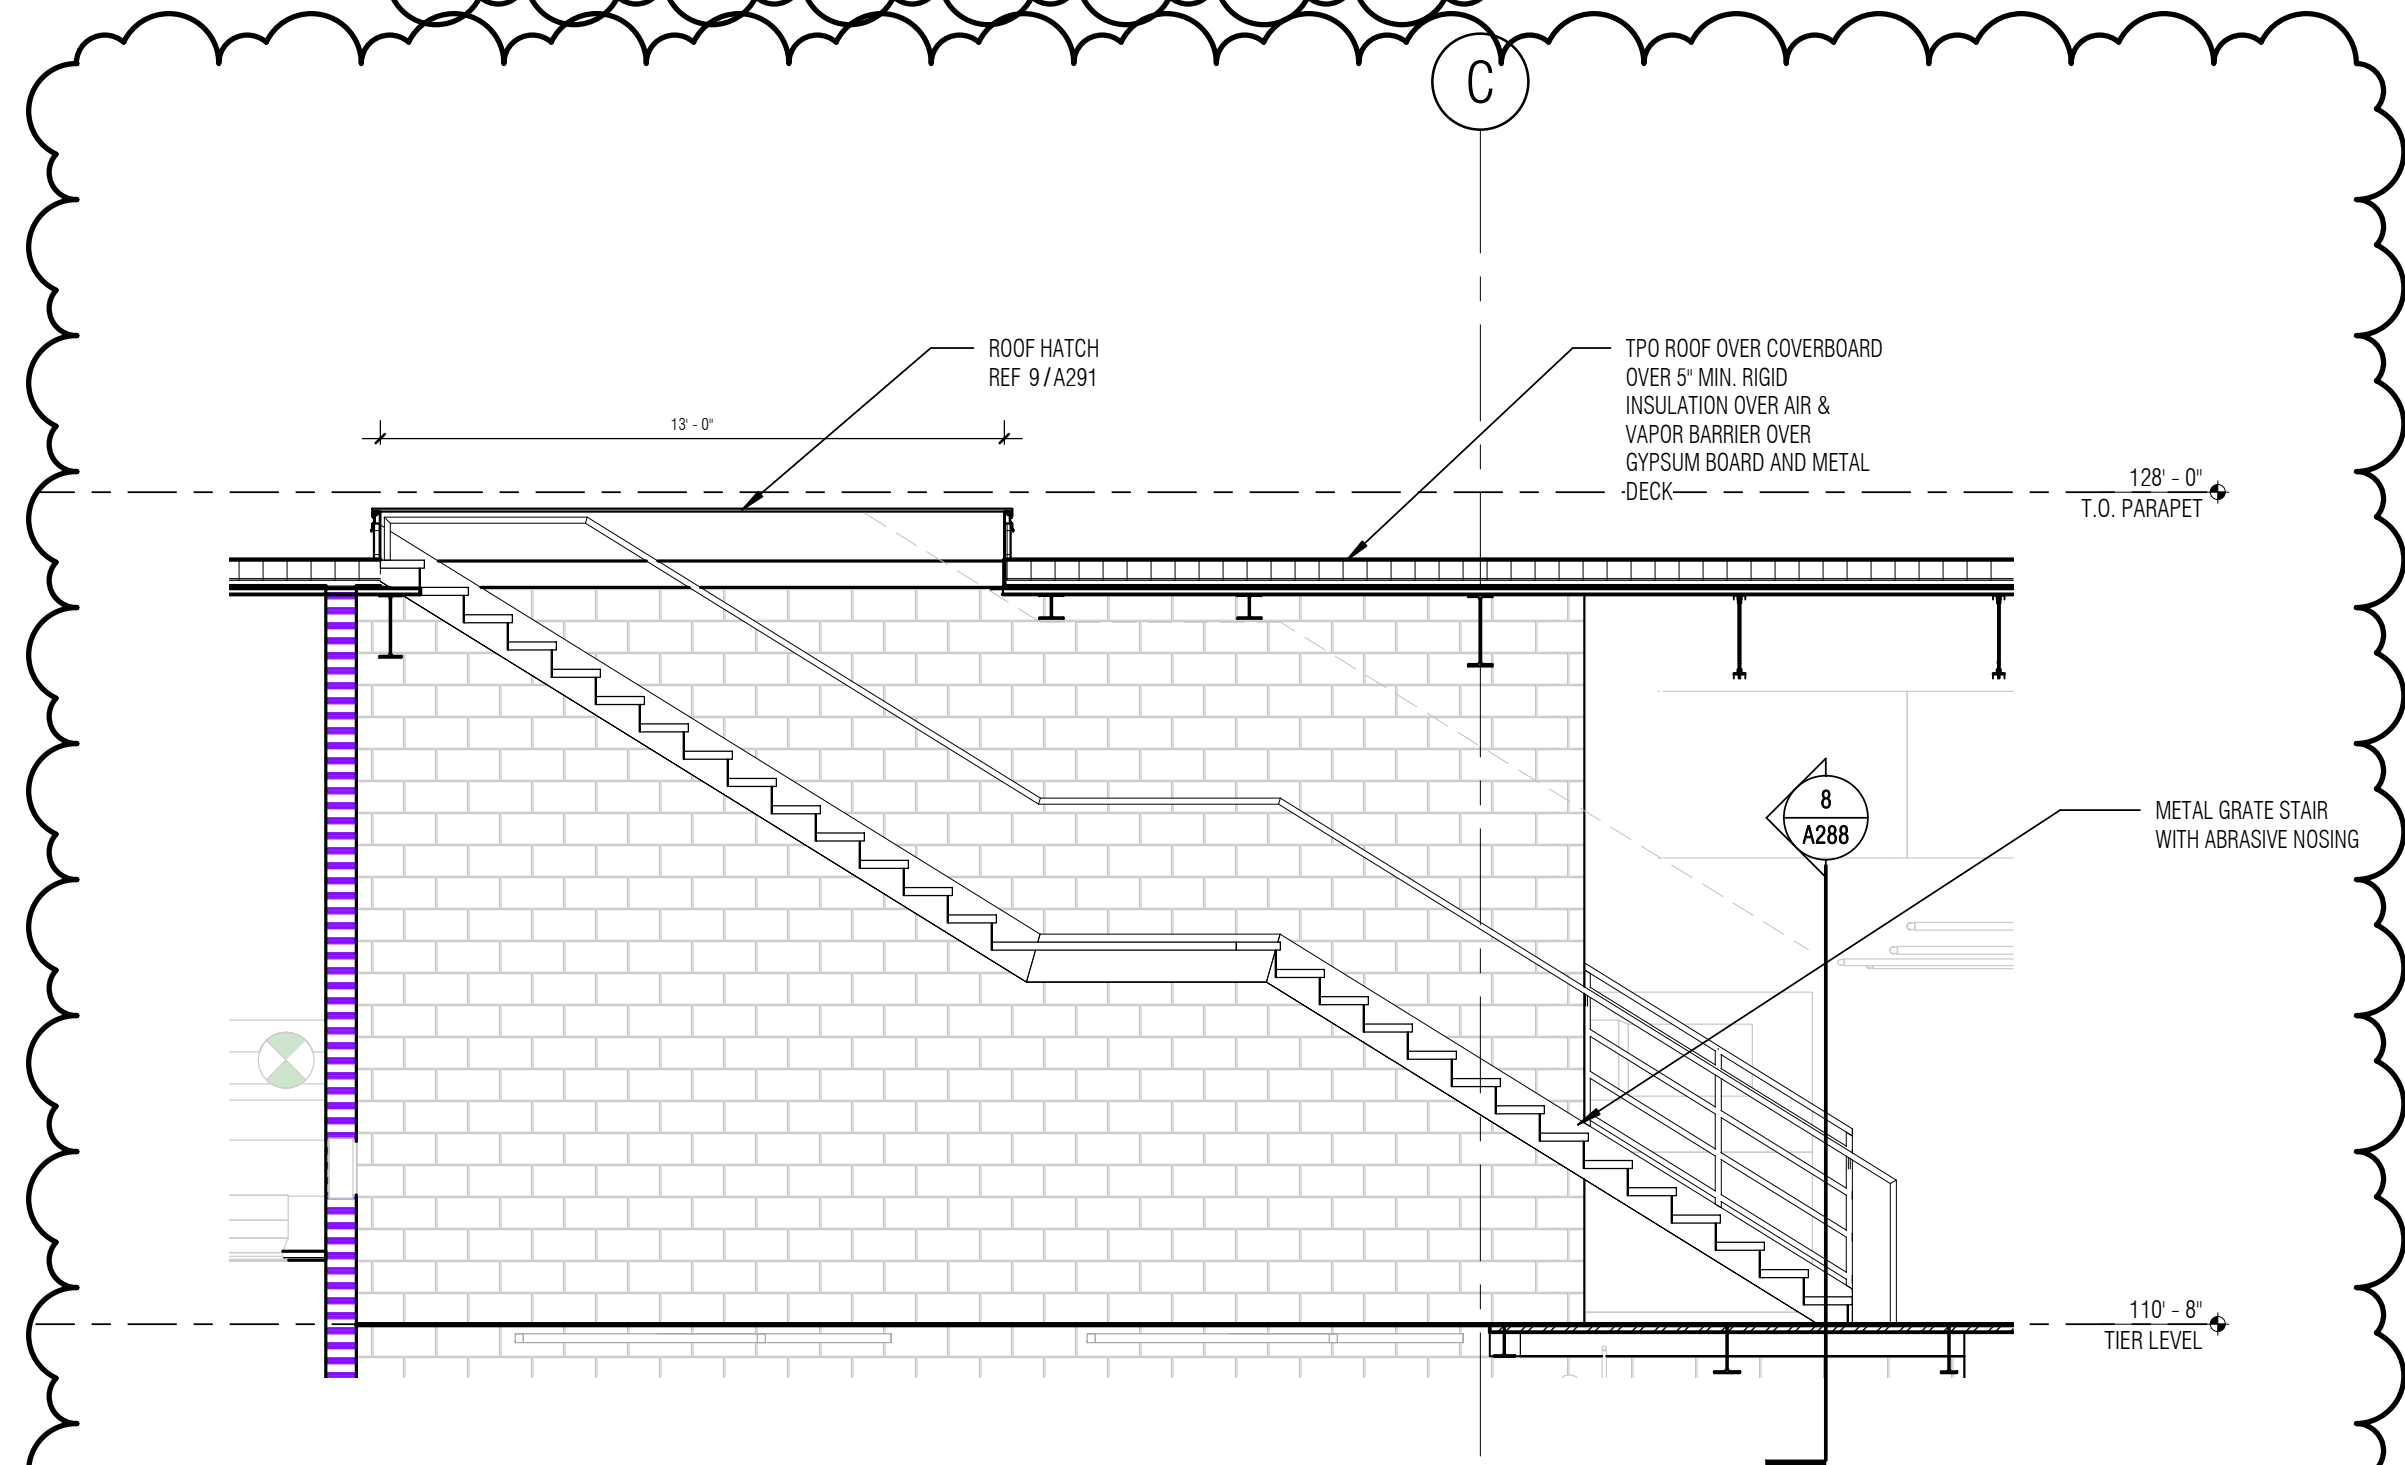 C
ROOF HATCH
REF 9/A291
TPO ROOF OVER COVERBOARD
OVER 5" MIN. RIGID
INSULATION OVER AIR &
VAPOR BARRIER OVER
GYPSUM BOARD AND METAL
DECK
13' - 0"
128' - 0"
T.O. PARAPET
8
A288
METAL GRATE STAIR
WITH ABRASIVE NOSING
110' - 8"
TIER LEVEL